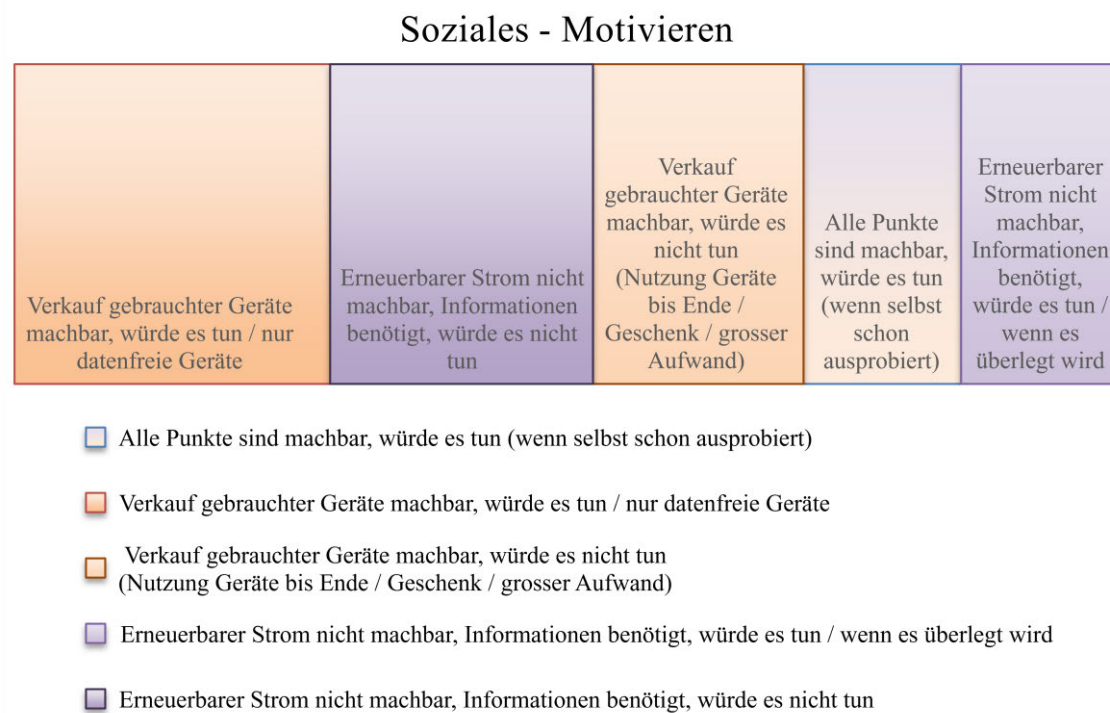 Soziales - Motivieren
Verkauf gebrauchter Geräte
machbar, würde es tun / nur
datenfreie Geräte
Erneuerbarer Strom nicht
machbar, Informationen
benötigt, würde es nicht
tun
Verkauf
gebrauchter Geräte
machbar, würde es
nicht tun
(Nutzung Geräte
bis Ende /
Geschenk / grosser
Aufwand)
Alle Punkte
sind machbar,
würde es tun
(wenn selbst
schon
ausprobiert)
Erneuerbarer
Strom nicht
machbar,
Informationen
benötigt,
würde es tun /
wenn es
überlegt wird
Alle Punkte sind machbar, würde es tun (wenn selbst schon ausprobiert)
Verkauf gebrauchter Geräte machbar, würde es tun / nur datenfreie Geräte
Verkauf gebrauchter Geräte machbar, würde es nicht tun
(Nutzung Geräte bis Ende / Geschenk / grosser Aufwand)
Erneuerbarer Strom nicht machbar, Informationen benötigt, würde es tun / wenn es überlegt wird
Erneuerbarer Strom nicht machbar, Informationen benötigt, würde es nicht tun